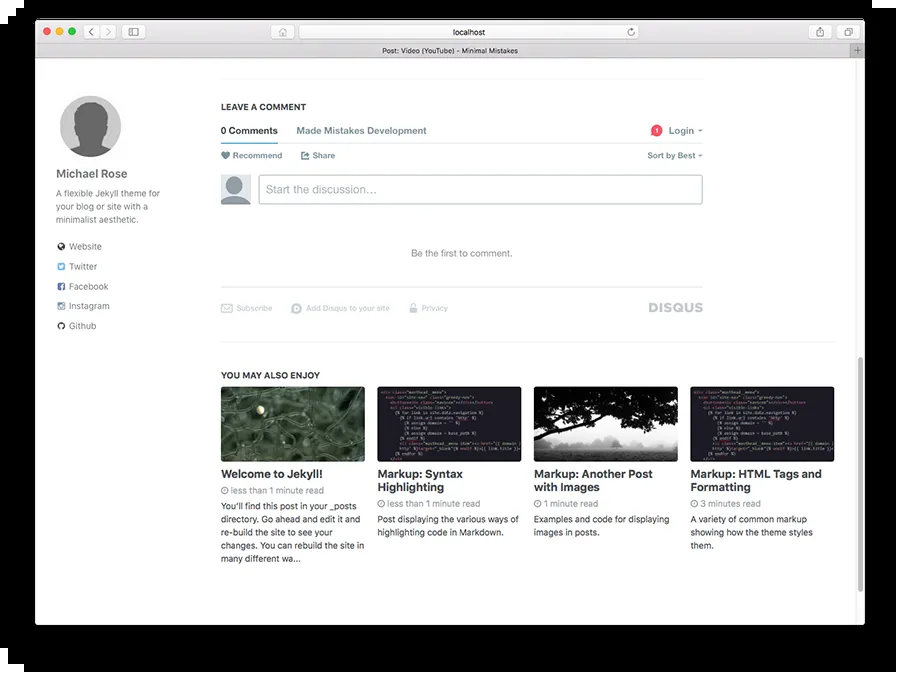 localhost
Post: Video (YouTube) - Minimal Mistakes
Michael Rose
A flexible Jekyll theme for
your blog or site with a
minimalist aesthetic.
Website
Twitter
Facebook
Instagram
Github
LEAVE A COMMENT
0 Comments Made Mistakes Development 1 Login
Recommend Share Sort by Best
Start the discussion...
Be the first to comment.
Subscribe Add Disqus to your site Privacy DISQUS
YOU MAY ALSO ENJOY
Welcome to Jekyll!
less than 1 minute read
You'll find this post in your _posts
directory. Go ahead and edit it and
re-build the site to see your
changes. You can rebuild the site in
many different wa...
Markup: Syntax
Highlighting
less than 1 minute read
Post displaying the various ways of
highlighting code in Markdown.
Markup: Another Post
with Images
1 minute read
Examples and code for displaying
images in posts.
Markup: HTML Tags and
Formatting
3 minutes read
A variety of common markup
showing how the theme styles
them.